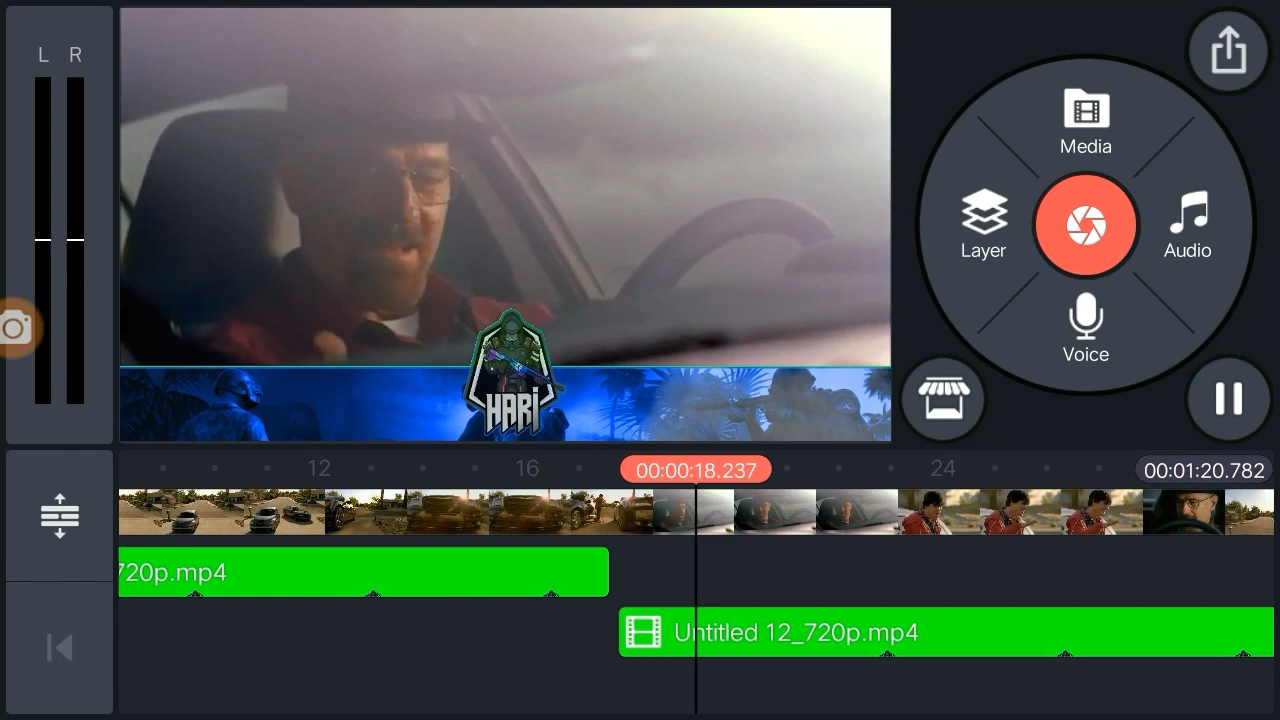 L R
Media
Layer
Audio
Voice
HARI
12
16
00:00:18.237
24
00:01:20.782
720p.mp4
Untitled 12_720p.mp4